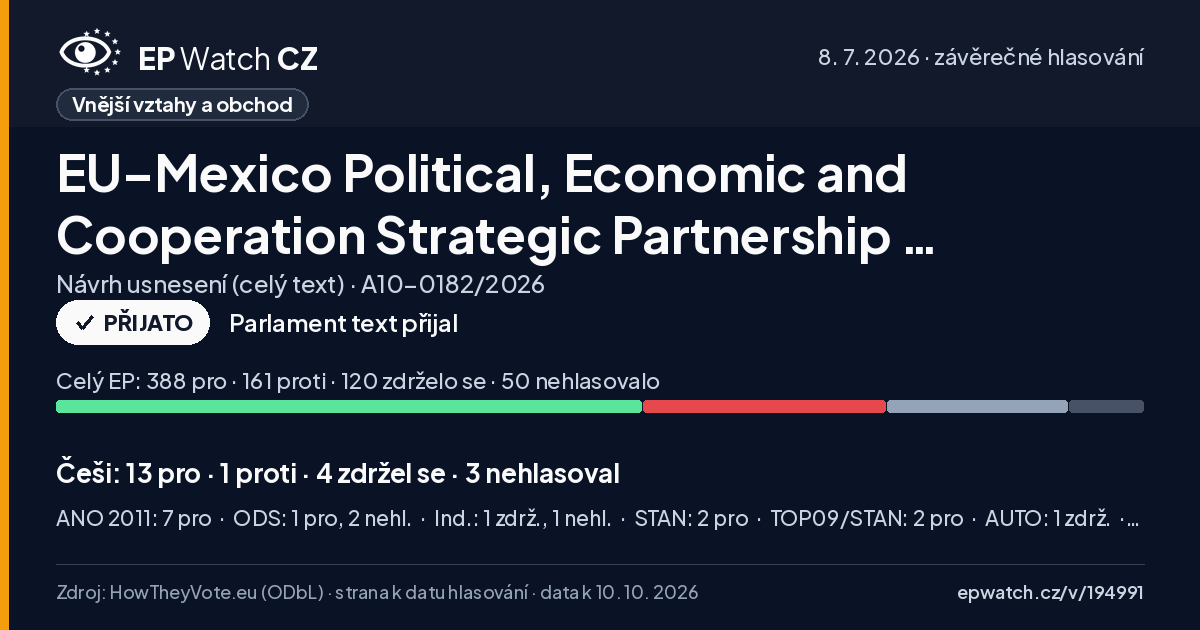 EP Watch CZ
8. 7. 2026 · závěrečné hlasování
Vnější vztahy a obchod
EU–Mexico Political, Economic and
Cooperation Strategic Partnership …
Návrh usnesení (celý text) · A10–0182/2026
✓ PŘIJATO Parlament text přijal
Celý EP: 388 pro · 161 proti · 120 zdrželo se · 50 nehlasovalo
Češi: 13 pro · 1 proti · 4 zdržel se · 3 nehlasoval
ANO 2011: 7 pro · ODS: 1 pro, 2 nehl. · Ind.: 1 zdrž., 1 nehl. · STAN: 2 pro · TOP09/STAN: 2 pro · AUTO: 1 zdrž. ·…
Zdroj: HowTheyVote.eu (ODbL) · strana k datu hlasování · data k 10. 10. 2026
epwatch.cz/v/194991